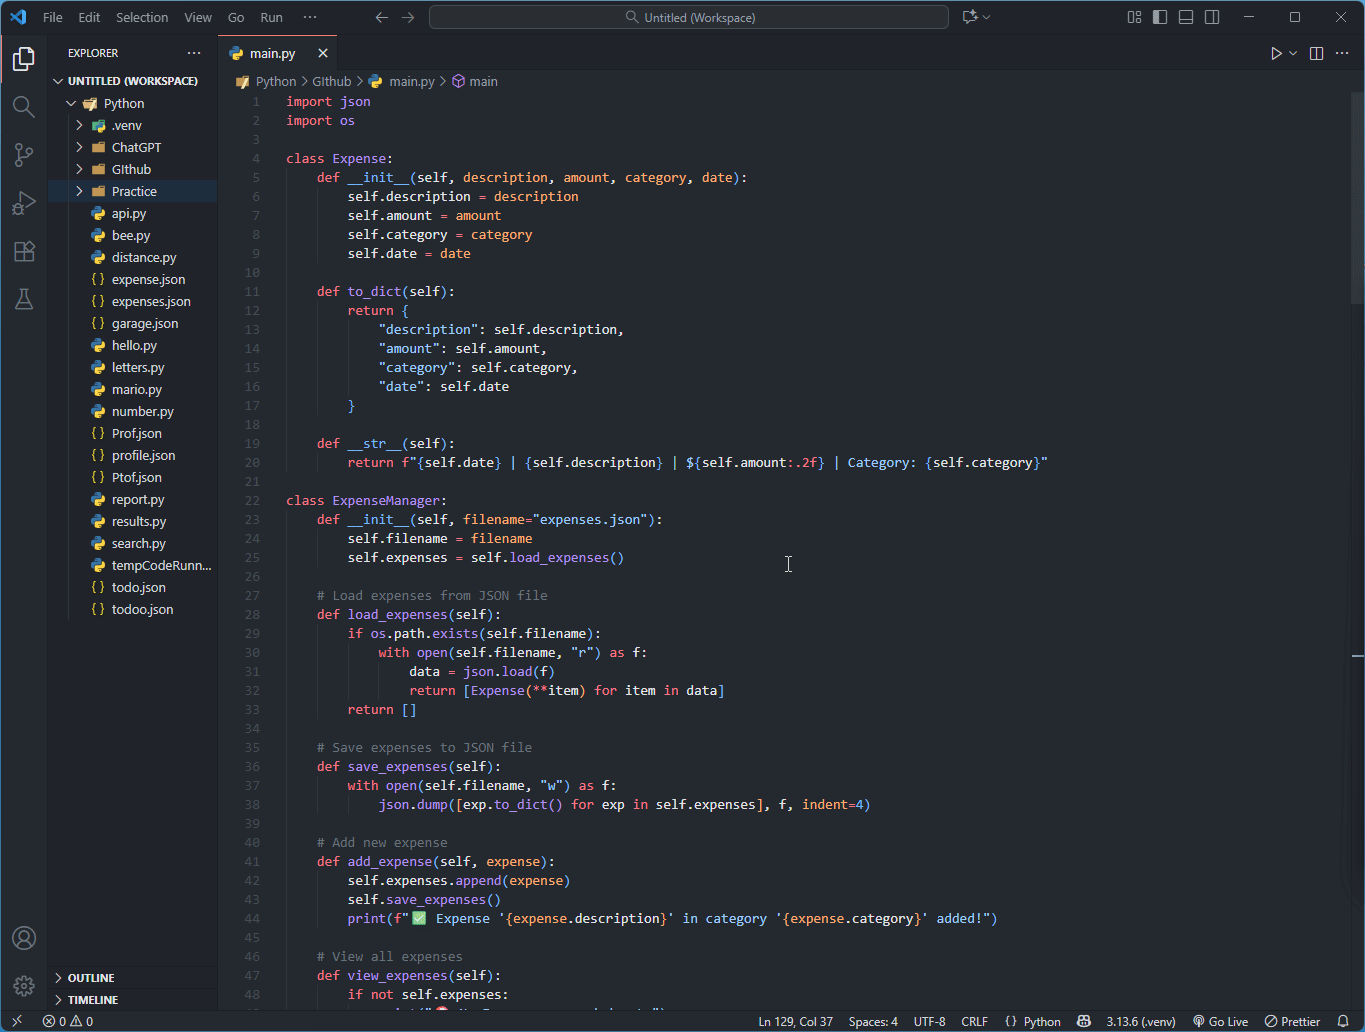 File Edit Selection View Go Run ··· Untitled (Workspace)
EXPLORER ···
UNTITLED (WORKSPACE)
Python
.venv
ChatGPT
GIthub
Practice
api.py
bee.py
distance.py
{ } expense.json
{ } expenses.json
{ } garage.json
hello.py
letters.py
mario.py
number.py
{ } Prof.json
{ } profile.json
{ } Ptof.json
report.py
results.py
search.py
tempCodeRunn...
{ } todo.json
{ } todoo.json
OUTLINE
TIMELINE
main.py
Python > GIthub > main.py > main
1 import json
2 import os
3
4 class Expense:
5     def __init__(self, description, amount, category, date):
6         self.description = description
7         self.amount = amount
8         self.category = category
9         self.date = date
10
11     def to_dict(self):
12         return {
13             "description": self.description,
14             "amount": self.amount,
15             "category": self.category,
16             "date": self.date
17         }
18
19     def __str__(self):
20         return f"{self.date} | {self.description} | ${self.amount:.2f} | Category: {self.category}"
21
22 class ExpenseManager:
23     def __init__(self, filename="expenses.json"):
24         self.filename = filename
25         self.expenses = self.load_expenses()
26
27     # Load expenses from JSON file
28     def load_expenses(self):
29         if os.path.exists(self.filename):
30             with open(self.filename, "r") as f:
31                 data = json.load(f)
32                 return [Expense(**item) for item in data]
33         return []
34
35     # Save expenses to JSON file
36     def save_expenses(self):
37         with open(self.filename, "w") as f:
38             json.dump([exp.to_dict() for exp in self.expenses], f, indent=4)
39
40     # Add new expense
41     def add_expense(self, expense):
42         self.expenses.append(expense)
43         self.save_expenses()
44         print(f"✅ Expense '{expense.description}' in category '{expense.category}' added!")
45
46     # View all expenses
47     def view_expenses(self):
48         if not self.expenses:
0 0 Ln 129, Col 37 Spaces: 4 UTF-8 CRLF { } Python 3.13.6 (.venv) Go Live Prettier